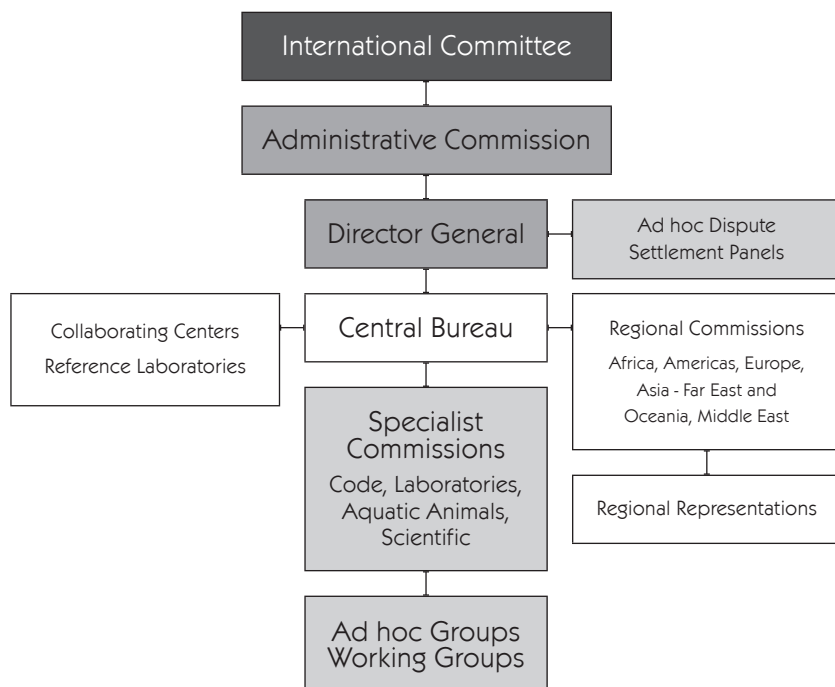 International Committee
Administrative Commission
Director General
Ad hoc Dispute
Settlement Panels
Collaborating Centers
Reference Laboratories
Central Bureau
Regional Commissions
Africa, Americas, Europe,
Asia - Far East and
Oceania, Middle East
Specialist
Commissions
Code, Laboratories,
Aquatic Animals,
Scientific
Regional Representations
Ad hoc Groups
Working Groups